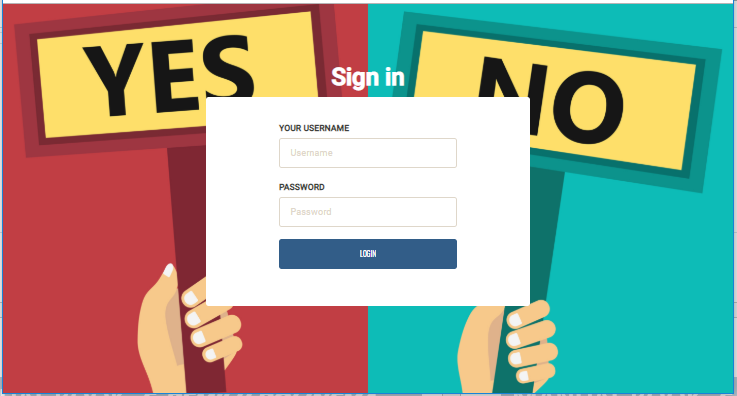 YES
NO
Sign in
YOUR USERNAME
Username
PASSWORD
Password
LOGIN